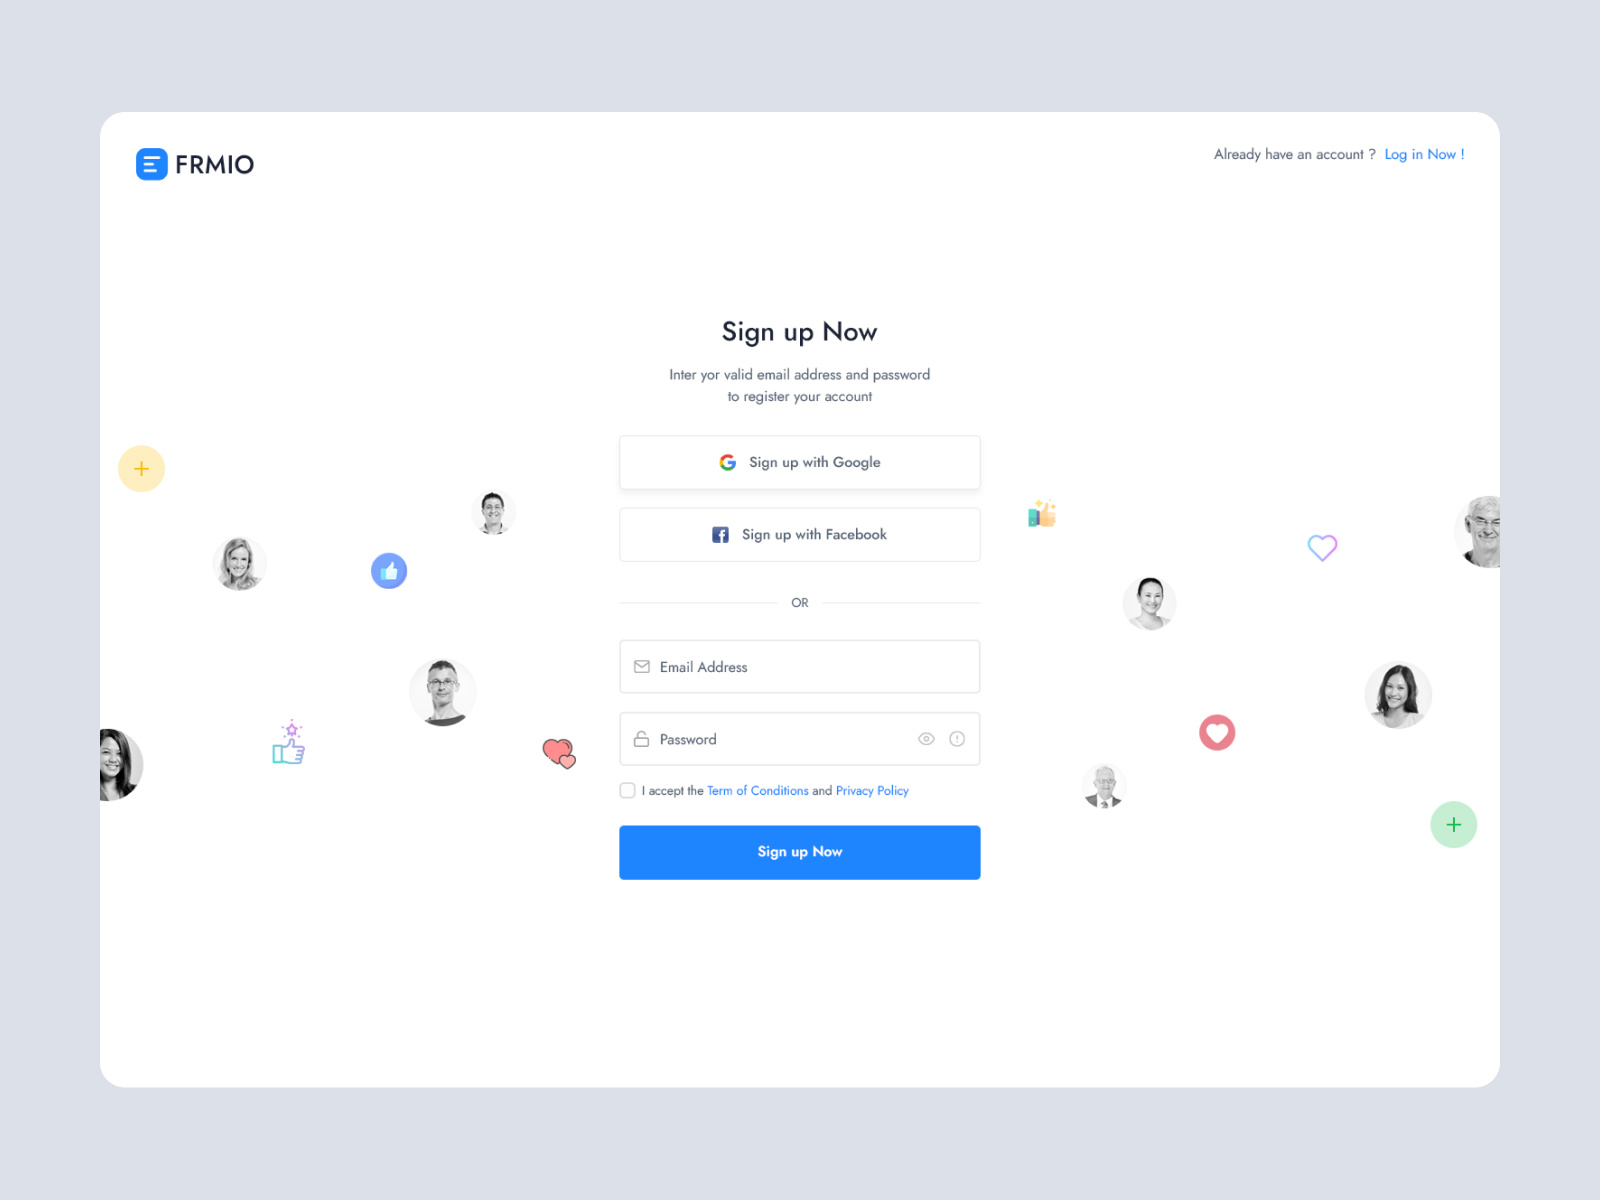 FRMIO
Already have an account ? Log in Now !
Sign up Now
Inter yor valid email address and password
to register your account
Sign up with Google
Sign up with Facebook
OR
Email Address
Password
I accept the Term of Conditions and Privacy Policy
Sign up Now